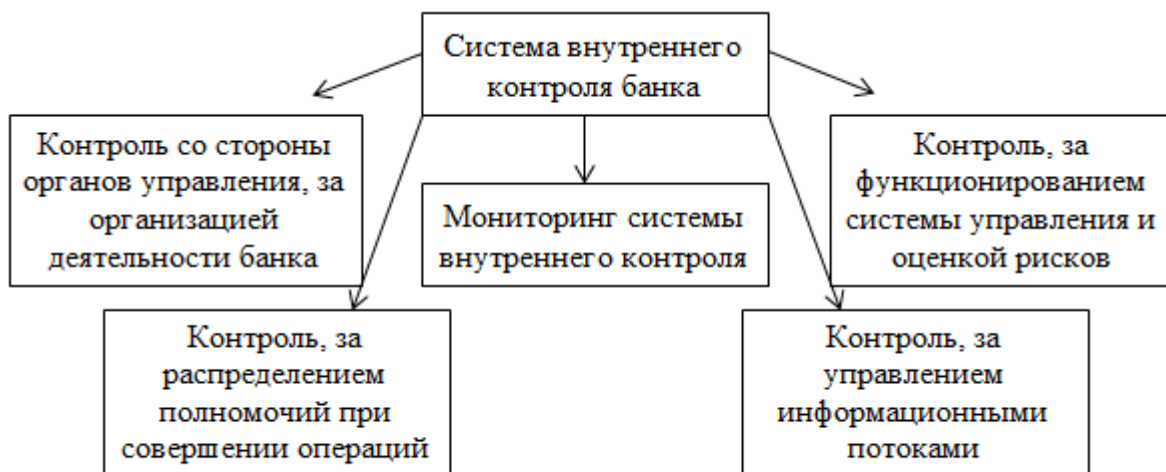 Система внутреннего
контроля банка
Контроль со стороны
органов управления, за
организацией
деятельности банка
Мониторинг системы
внутреннего контроля
Контроль, за
функционированием
системы управления и
оценкой рисков
Контроль, за
распределением
полномочий при
совершении операций
Контроль, за
управлением
информационными
потоками